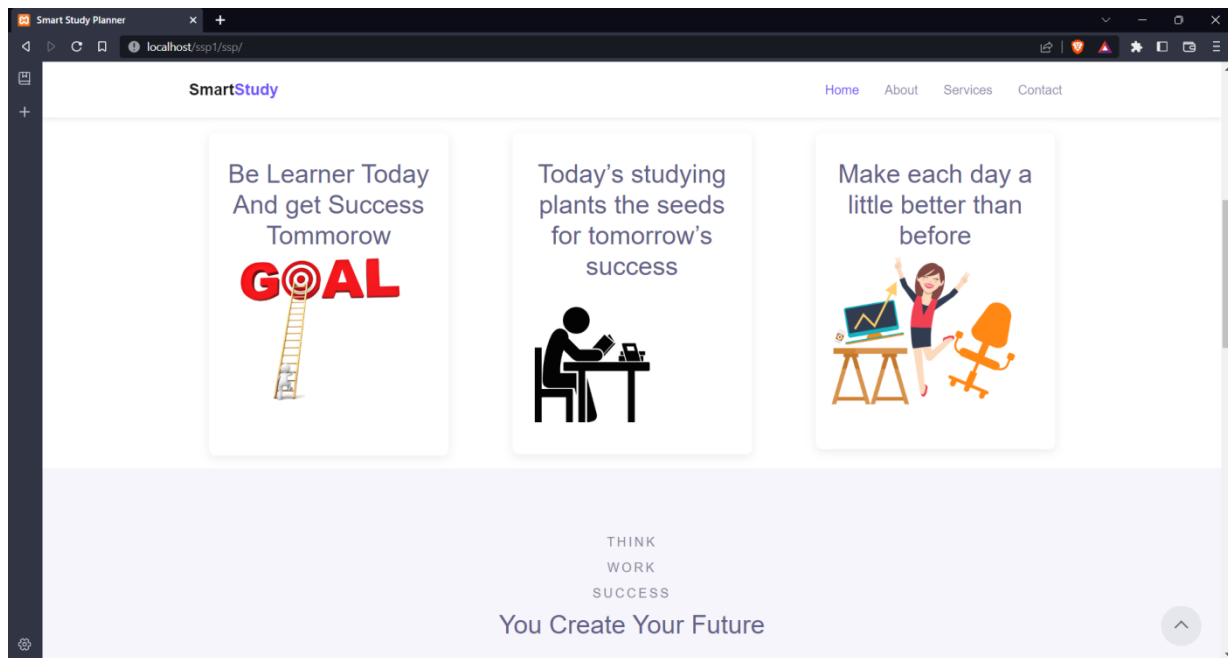 Smart Study Planner
localhost/ssp1/ssp/
SmartStudy
Home About Services Contact
Be Learner Today
And get Success
Tommorow
GOAL
Today’s studying
plants the seeds
for tomorrow’s
success
Make each day a
little better than
before
THINK
WORK
SUCCESS
You Create Your Future